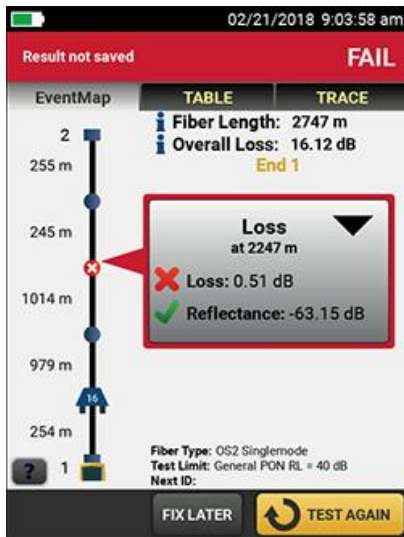 02/21/2018 9:03:58 am
Result not saved
FAIL
EventMap
TABLE
TRACE
2
Fiber Length: 2747 m
Overall Loss: 16.12 dB
255 m
End 1
245 m
Loss
at 2247 m
Loss: 0.51 dB
1014 m
Reflectance: -63.15 dB
979 m
16
254 m
Fiber Type: OS2 Singlemode
Test Limit: General PON RL = 40 dB
Next ID:
? 1
FIX LATER
TEST AGAIN